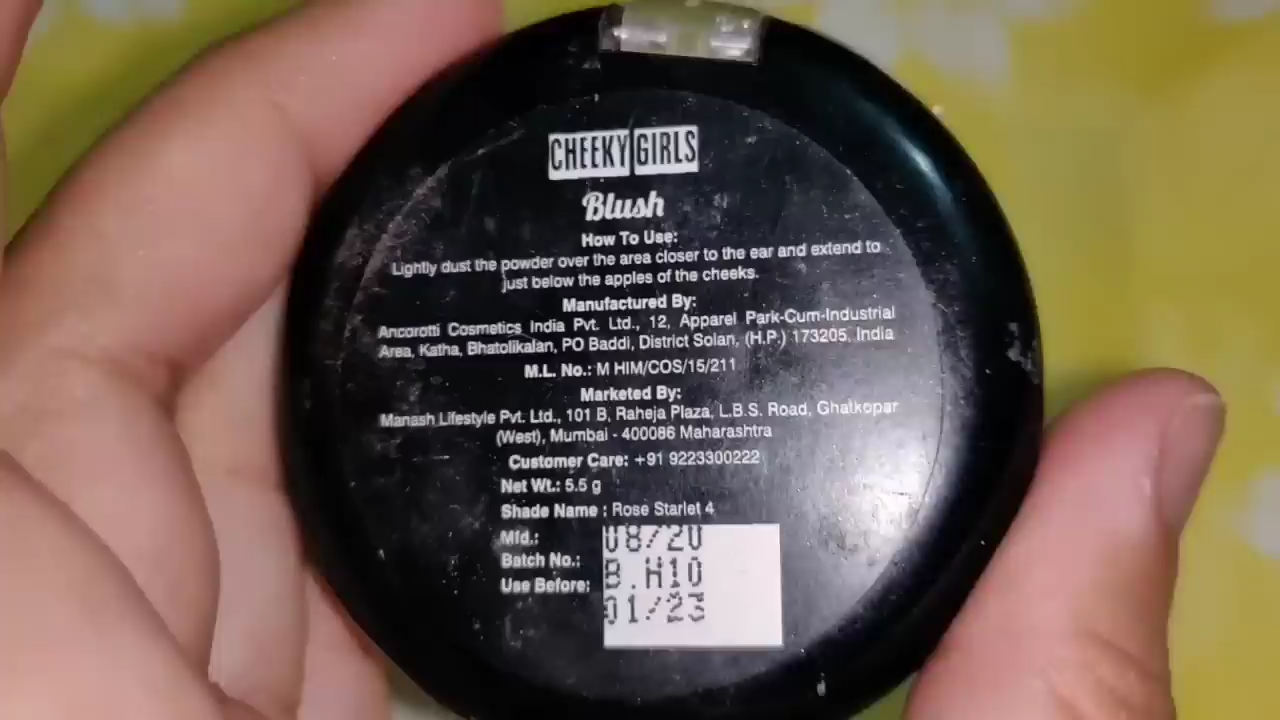 CHEEKY GIRLS
Blush
How To Use:
Lightly dust the powder over the area closer to the ear and extend to
just below the apples of the cheeks.
Manufactured By:
Ancorotti Cosmetics India Pvt. Ltd., 12, Apparel Park-Cum-Industrial
Area, Katha, Bhatolikalan, PO Baddi, District Solan, (H.P.) 173205, India
M.L. No.: M HIM/COS/15/211
Marketed By:
Manash Lifestyle Pvt. Ltd., 101 B, Raheja Plaza, L.B.S. Road, Ghatkopar
(West), Mumbai - 400086 Maharashtra
Customer Care: +91 9223300222
Net Wt.: 5.5 g
Shade Name : Rose Starlet 4
Mfd.: 08/20
Batch No.: B.H10
Use Before: 01/23